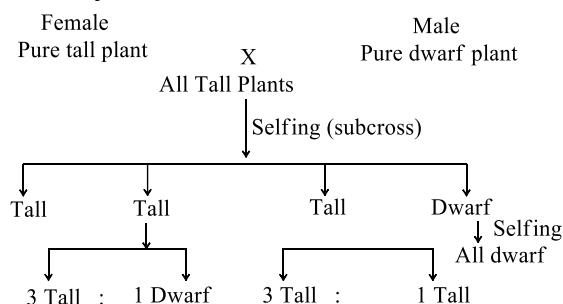 Female
Pure tall plant
Male
Pure dwarf plant
X
All Tall Plants
Selfing (subcross)
Tall Tall Tall Dwarf
Selfing
All dwarf
3 Tall : 1 Dwarf 3 Tall : 1 Tall